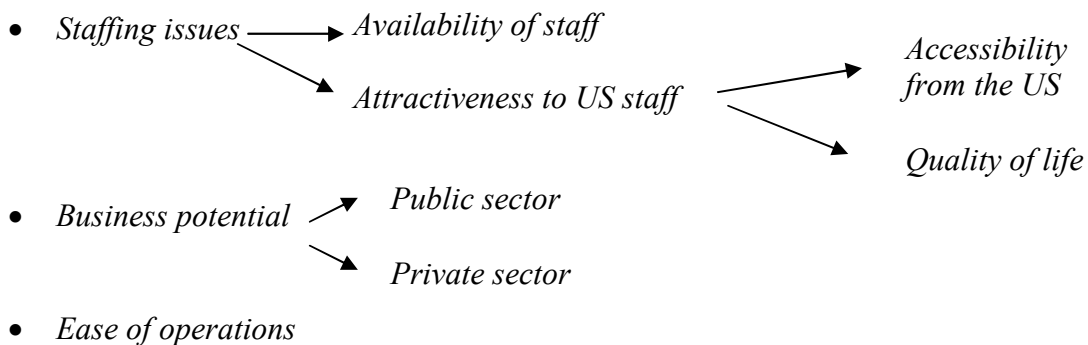 • Staffing issues Availability of staff
Attractiveness to US staff
Accessibility
from the US
Quality of life
• Business potential
Public sector
Private sector
• Ease of operations